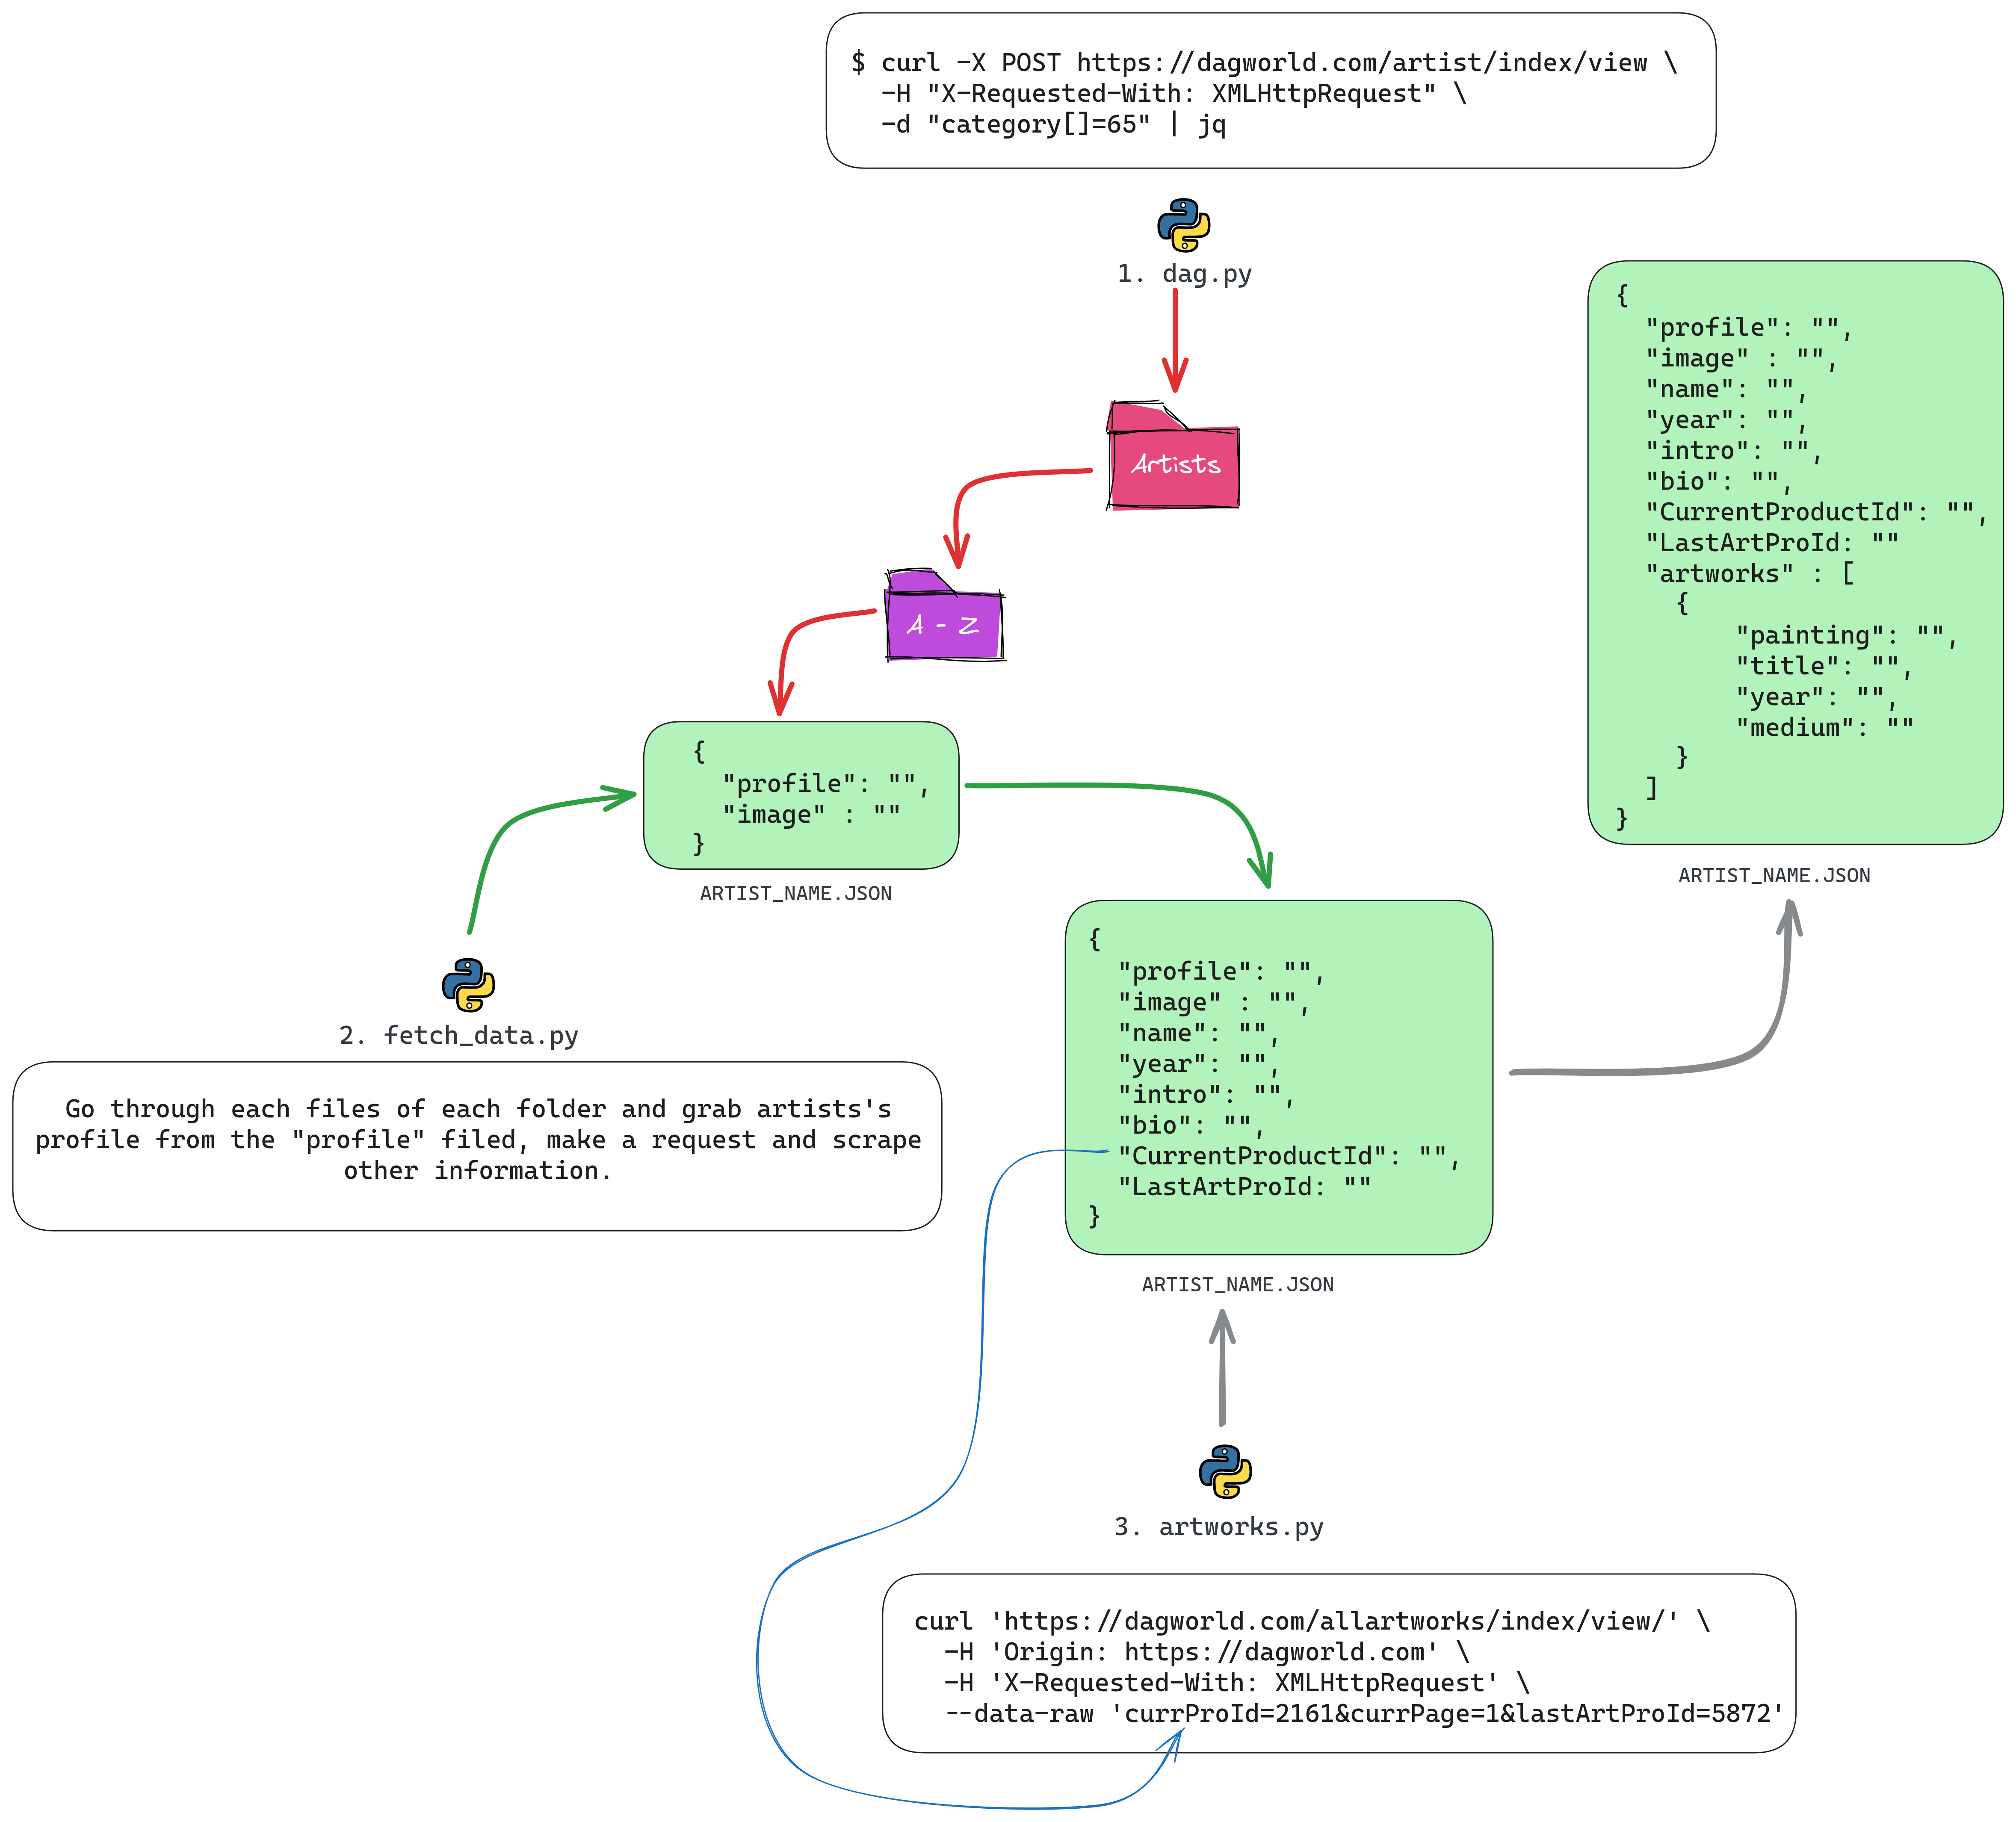 $ curl -X POST https://dagworld.com/artist/index/view \
-H "X-Requested-With: XMLHttpRequest" \
-d "category[]=65" | jq
1. dag.py
Artists
A - Z
{
"profile": "",
"image" : ""
}
ARTIST_NAME.JSON
2. fetch_data.py
Go through each files of each folder and grab artists's
profile from the "profile" filed, make a request and scrape
other information.
{
"profile": "",
"image" : "",
"name": "",
"year": "",
"intro": "",
"bio": "",
"CurrentProductId": "",
"LastArtProId: ""
}
ARTIST_NAME.JSON
3. artworks.py
curl 'https://dagworld.com/allartworks/index/view/' \
-H 'Origin: https://dagworld.com' \
-H 'X-Requested-With: XMLHttpRequest' \
--data-raw 'currProId=2161&currPage=1&lastArtProId=5872'
{
"profile": "",
"image" : "",
"name": "",
"year": "",
"intro": "",
"bio": "",
"CurrentProductId": "",
"LastArtProId: ""
"artworks" : [
{
"painting": "",
"title": "",
"year": "",
"medium": ""
}
]
}
ARTIST_NAME.JSON